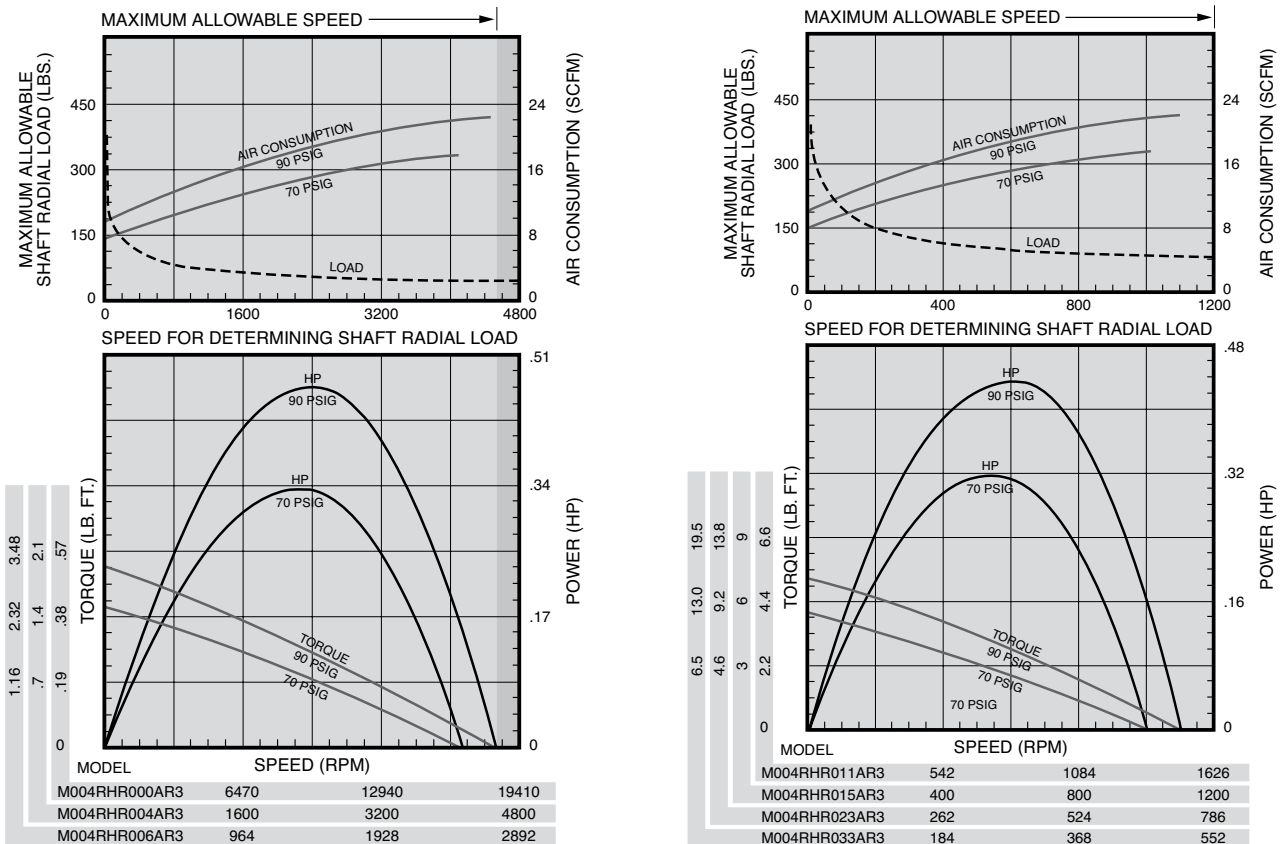 MAXIMUM ALLOWABLE SPEED
MAXIMUM ALLOWABLE
SHAFT RADIAL LOAD (LBS.)
AIR CONSUMPTION (SCFM)
450
300
150
0
24
16
8
0
AIR CONSUMPTION
90 PSIG
70 PSIG
LOAD
0
1600
3200
4800
SPEED FOR DETERMINING SHAFT RADIAL LOAD
.51
.34
.17
0
POWER (HP)
HP
90 PSIG
HP
70 PSIG
TORQUE
90 PSIG
70 PSIG
TORQUE (LB. FT.)
3.48
2.32
1.16
2.1
1.4
.7
.57
.38
.19
0
MODEL
SPEED (RPM)
M004RHR000AR3 6470 12940 19410
M004RHR004AR3 1600 3200 4800
M004RHR006AR3 964 1928 2892
MAXIMUM ALLOWABLE SPEED
MAXIMUM ALLOWABLE
SHAFT RADIAL LOAD (LBS.)
AIR CONSUMPTION (SCFM)
450
300
150
0
24
16
8
0
AIR CONSUMPTION
90 PSIG
70 PSIG
LOAD
0
400
800
1200
SPEED FOR DETERMINING SHAFT RADIAL LOAD
.48
.32
.16
0
POWER (HP)
HP
90 PSIG
HP
70 PSIG
TORQUE
90 PSIG
70 PSIG
70 PSIG
TORQUE (LB. FT.)
19.5
13.0
6.5
13.8
9.2
4.6
9
6
3
6.6
4.4
2.2
0
MODEL
SPEED (RPM)
M004RHR011AR3 542 1084 1626
M004RHR015AR3 400 800 1200
M004RHR023AR3 262 524 786
M004RHR033AR3 184 368 552